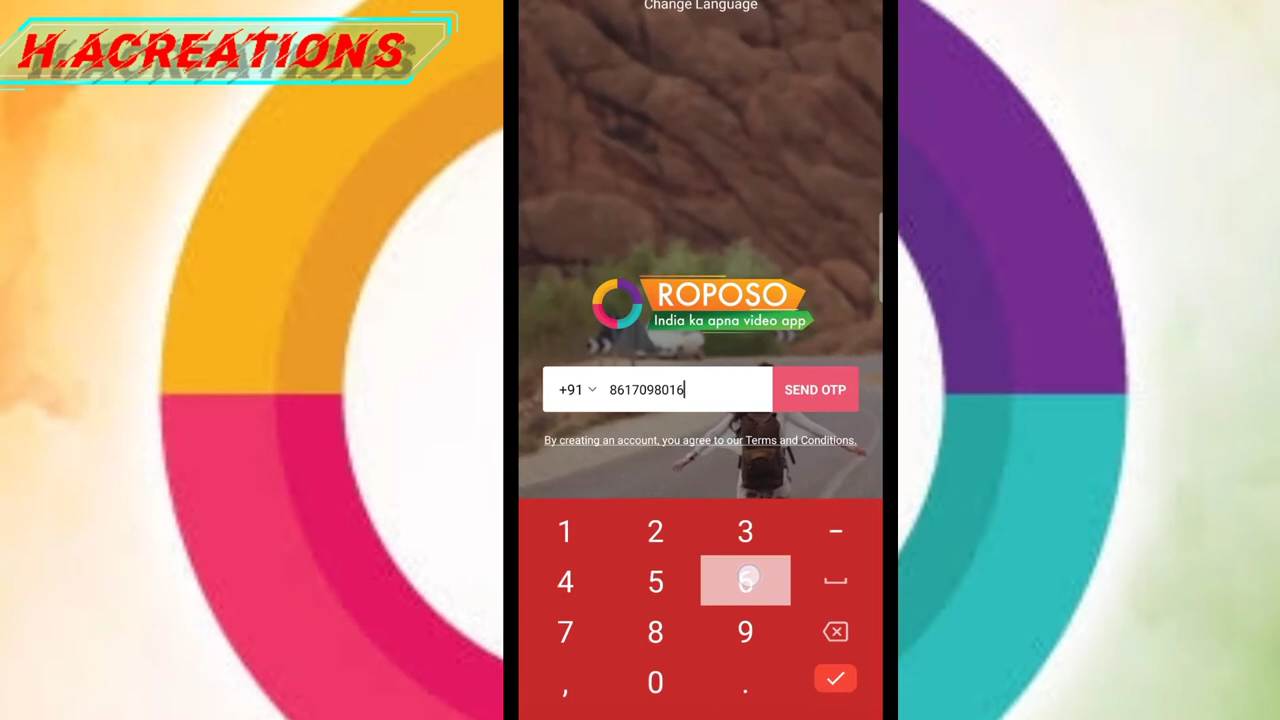 H.ACREATIONS
Change Language
ROPOSO
India ka apna video app
+91 8617098016 SEND OTP
By creating an account, you agree to our Terms and Conditions.
1 2 3 -
4 5 6
7 8 9
, 0 .